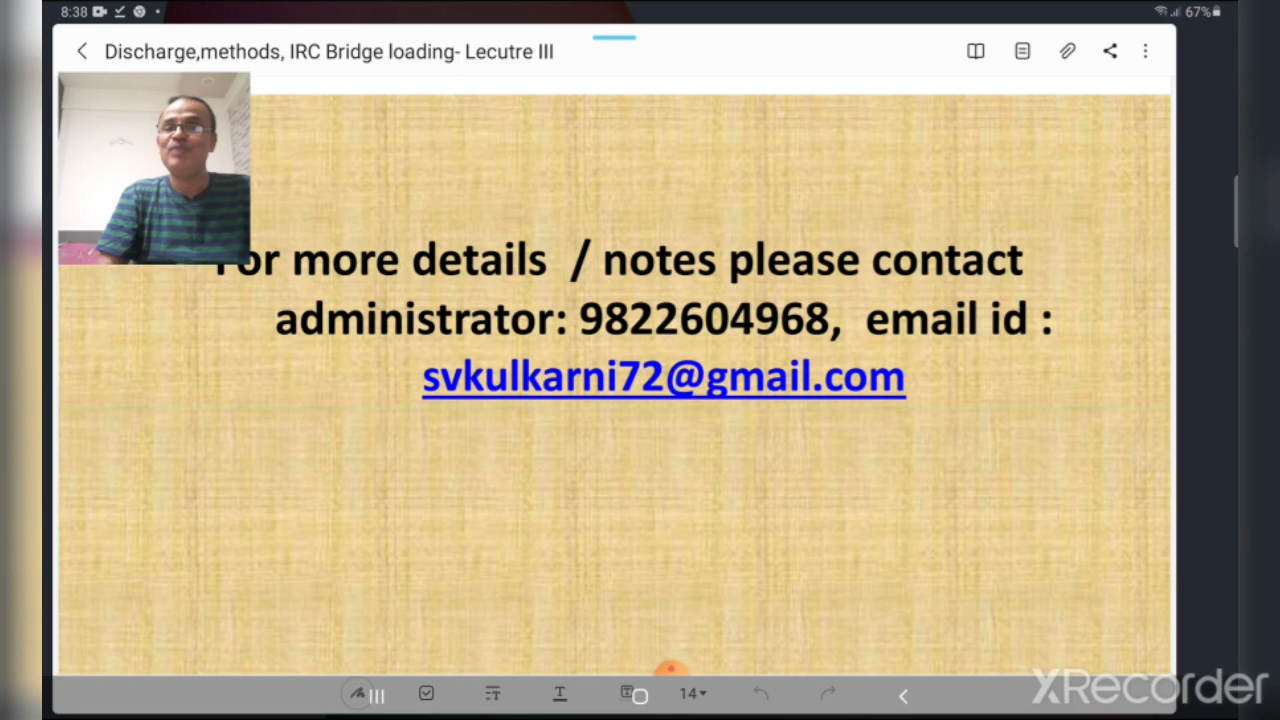 8:38
67%
Discharge,methods, IRC Bridge loading- Lecutre III
For more details / notes please contact
administrator: 9822604968, email id :
svkulkarni72@gmail.com
14
XRecorder